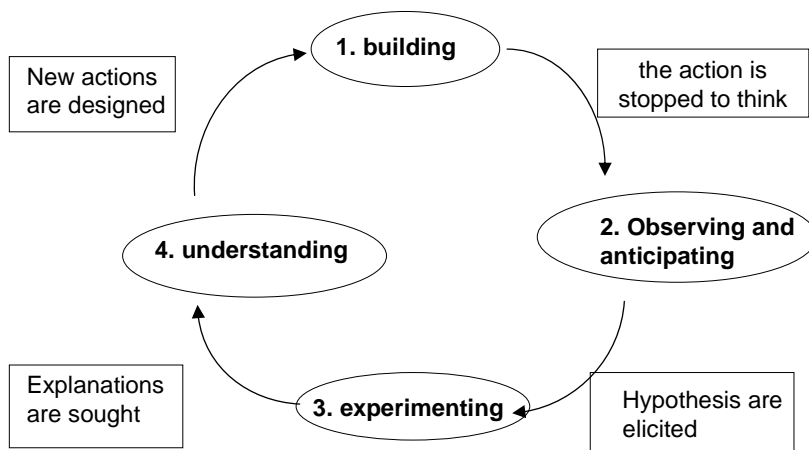 1. building
New actions
are designed
the action is
stopped to think
2. Observing and
anticipating
4. understanding
3. experimenting
Explanations
are sought
Hypothesis are
elicited